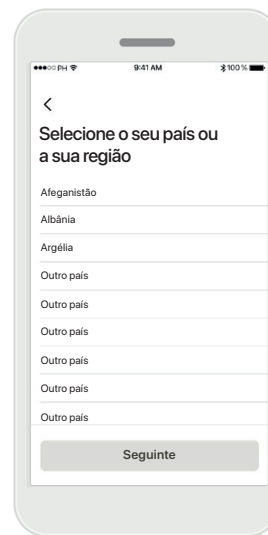 ●●●○○ PH 9:41 AM 100 %
Selecione o seu país ou
a sua região
Afeganistão
Albânia
Argélia
Outro país
Outro país
Outro país
Outro país
Outro país
Outro país
Seguinte